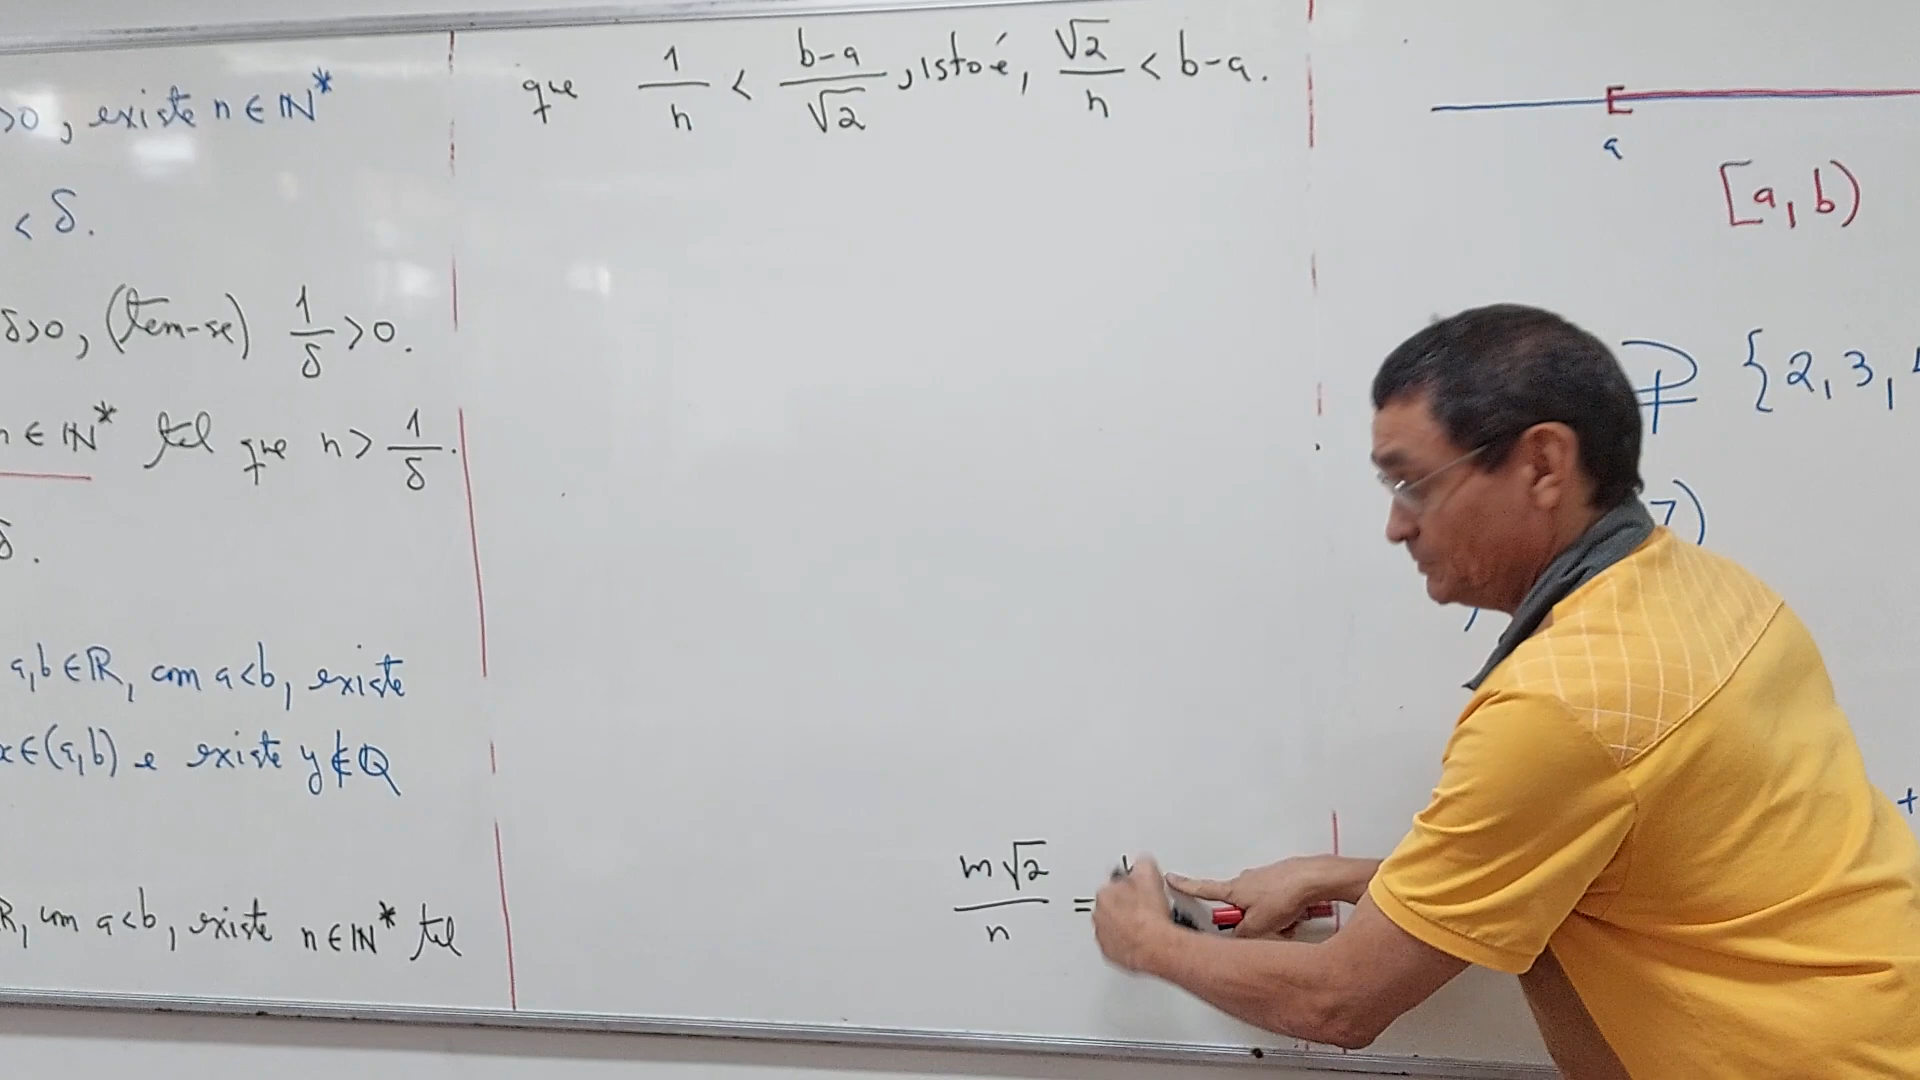 >0, existe n ∈ ℕ*
< δ.
δ>0, (tem-se) 1/δ > 0.
n ∈ ℕ* tal que n > 1/δ.
δ.
a,b ∈ ℝ, com a<b, existe
x ∈ (a,b) e existe y ∉ ℚ
ℝ, com a<b, existe n ∈ ℕ* tal
que 1/n < (b-a)/√2, isto é, √2/n < b-a.
m√2/n =
a
[a,b)
{2,3,
7)
+